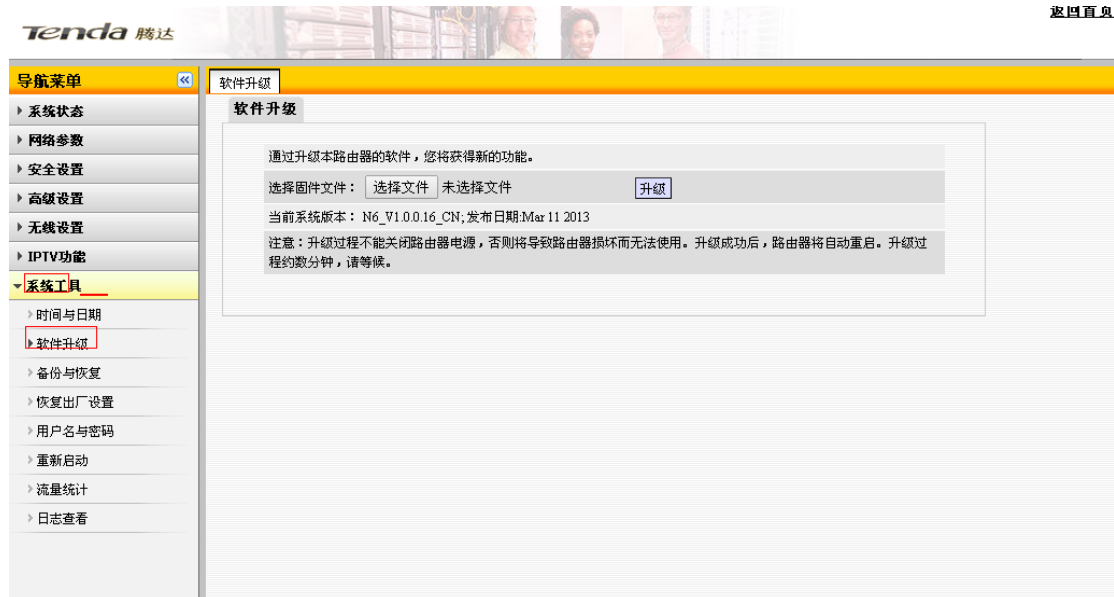 Tenda 腾达
返回首页
导航菜单
系统状态
网络参数
安全设置
高级设置
无线设置
IPTV功能
系统工具
时间与日期
软件升级
备份与恢复
恢复出厂设置
用户名与密码
重新启动
流量统计
日志查看
软件升级
软件升级
通过升级本路由器的软件，您将获得新的功能。
选择固件文件： 选择文件 未选择文件 升级
当前系统版本： N6_V1.0.0.16_CN; 发布日期:Mar 11 2013
注意：升级过程不能关闭路由器电源，否则将导致路由器损坏而无法使用。升级成功后，路由器将自动重启。升级过
程约数分钟，请等候。